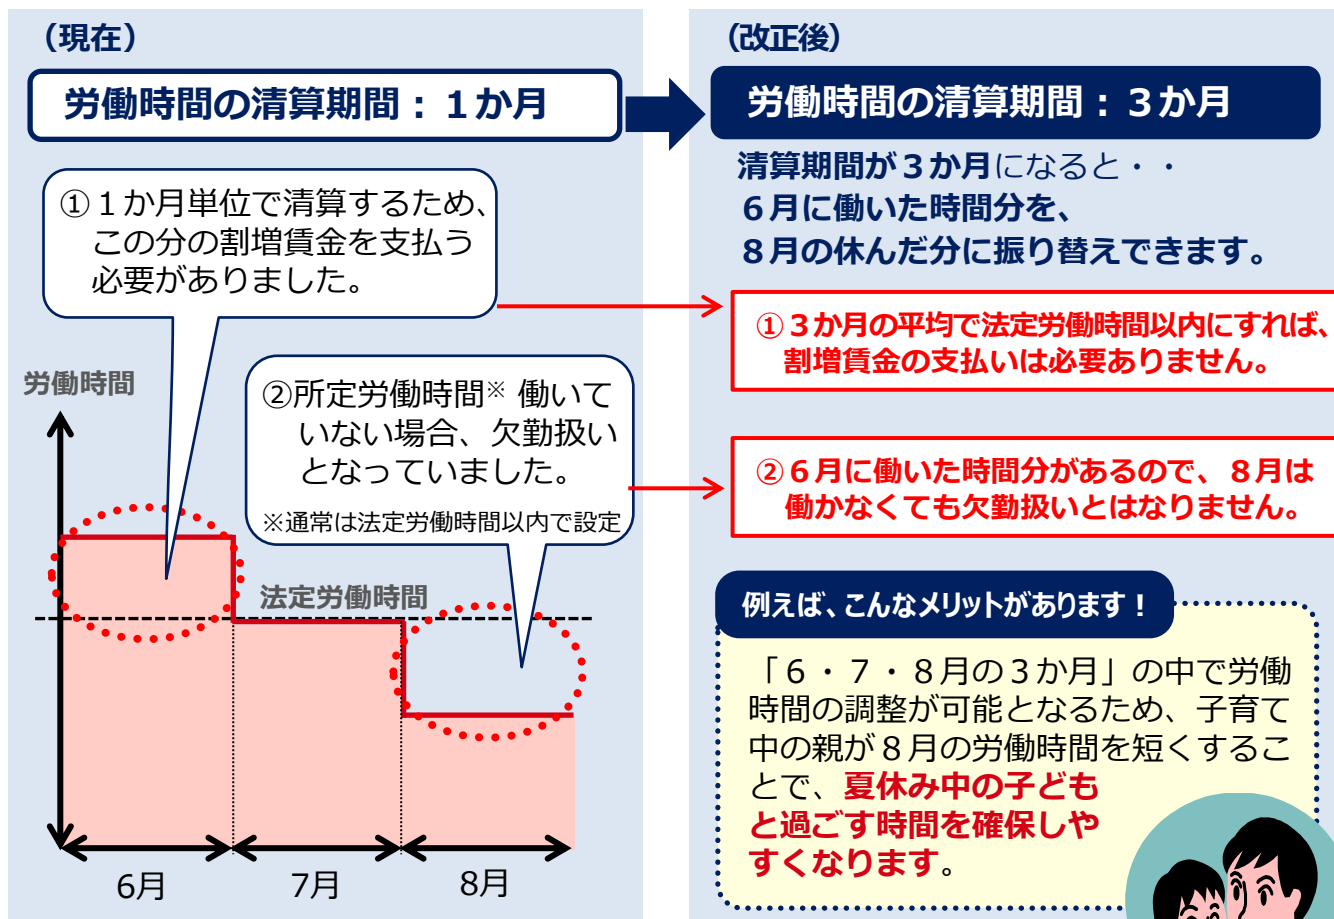 （現在）
労働時間の清算期間：１か月
①１か月単位で清算するため、
この分の割増賃金を支払う
必要がありました。
労働時間
②所定労働時間※ 働いて
いない場合、欠勤扱い
となっていました。
※通常は法定労働時間以内で設定
法定労働時間
6月
7月
8月
（改正後）
労働時間の清算期間：３か月
清算期間が３か月になると・・
６月に働いた時間分を、
８月の休んだ分に振り替えできます。
①３か月の平均で法定労働時間以内にすれば、
割増賃金の支払いは必要ありません。
②６月に働いた時間分があるので、８月は
働かなくても欠勤扱いとはなりません。
例えば、こんなメリットがあります！
「６・７・８月の３か月」の中で労働
時間の調整が可能となるため、子育て
中の親が８月の労働時間を短くするこ
とで、夏休み中の子ども
と過ごす時間を確保しや
すくなります。